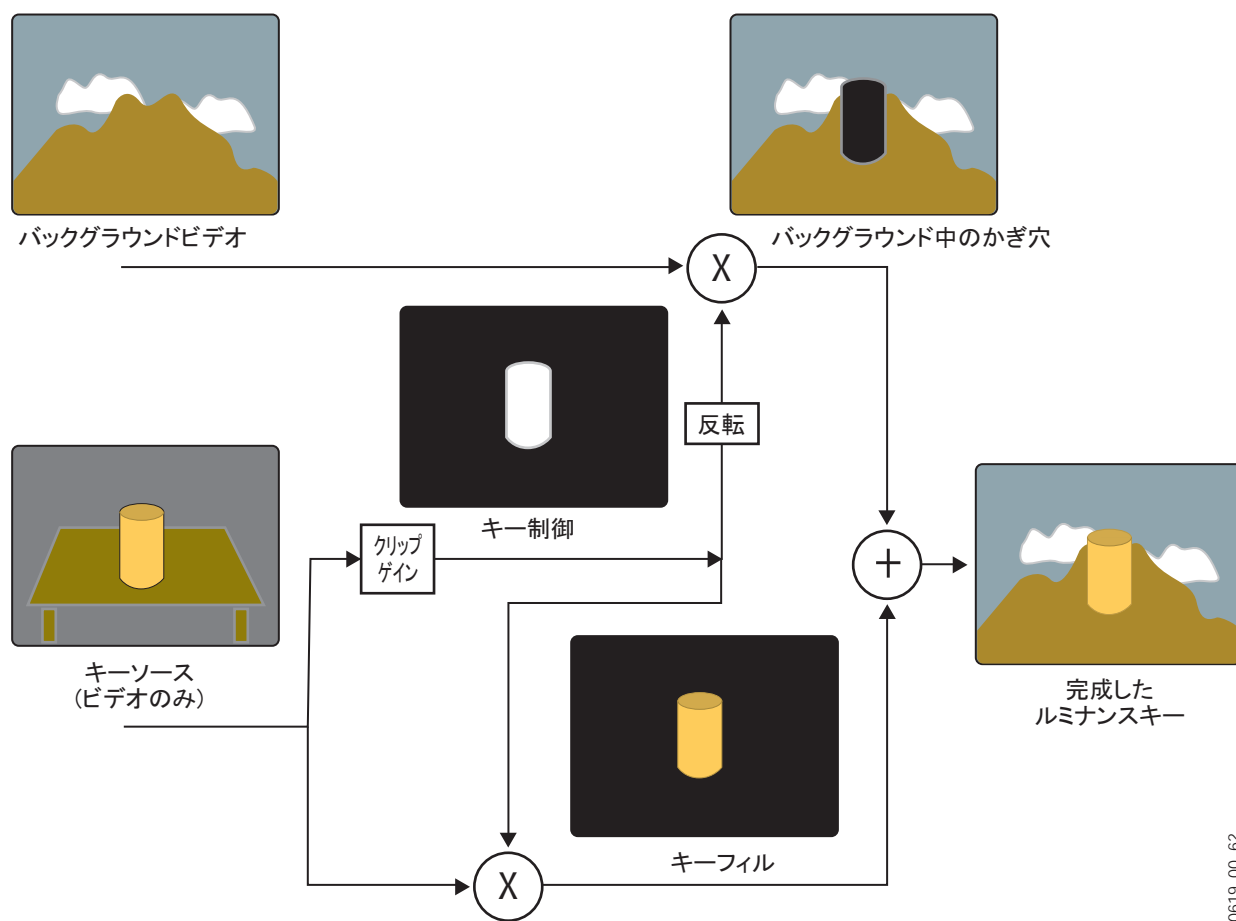 バックグラウンドビデオ
バックグラウンド中のかぎ穴
X
反転
キー制御
クリップ
ゲイン
+
キーソース
(ビデオのみ)
完成した
ルミナンスキー
キーフィル
X
0619_00_62